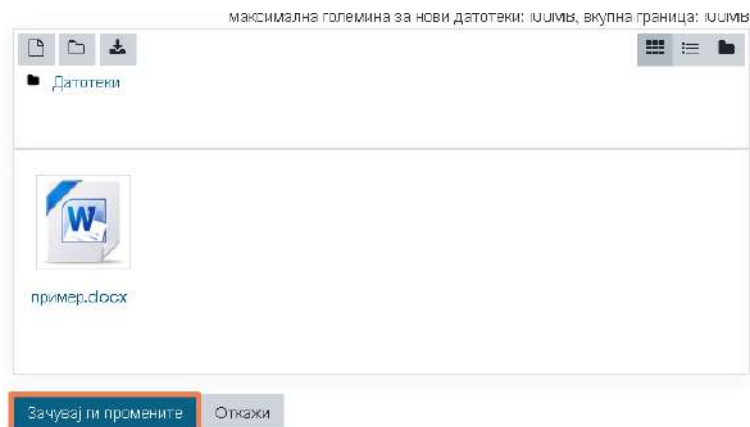 максимална големина за нови датотеки: 100MB, вкупна граница: 100MB
Датотеки
W
пример.docx
Зачувај ги промените
Откажи